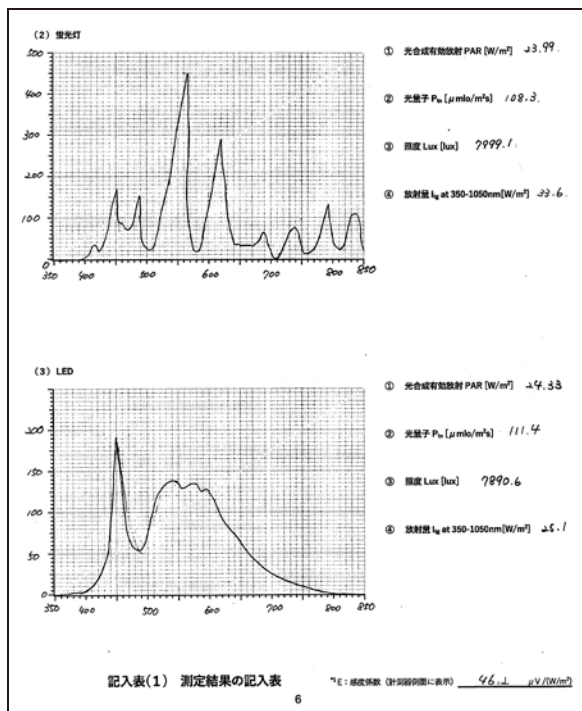 (2) 蛍光灯
500
400
300
200
100
0
350 400 500 600 700 800 850
① 光合成有効放射 PAR [W/m²] 23.99.
② 光量子 Pₘ [μmlo/m²s] 108.3.
③ 照度 Lux [lux] 7999.1.
④ 放射量 at 350-1050nm[W/m²] 33.6.
(3) LED
200
150
100
50
0
350 400 500 600 700 800 850
① 光合成有効放射 PAR [W/m²] 24.33
② 光量子 Pₘ [μmlo/m²s] 111.4
③ 照度 Lux [lux] 7890.6
④ 放射量 at 350-1050nm[W/m²] 25.1
記入表(1) 測定結果の記入表
*¹E：感度係数 (計測器側面に表示) 46.2 μV/(W/m²)
6